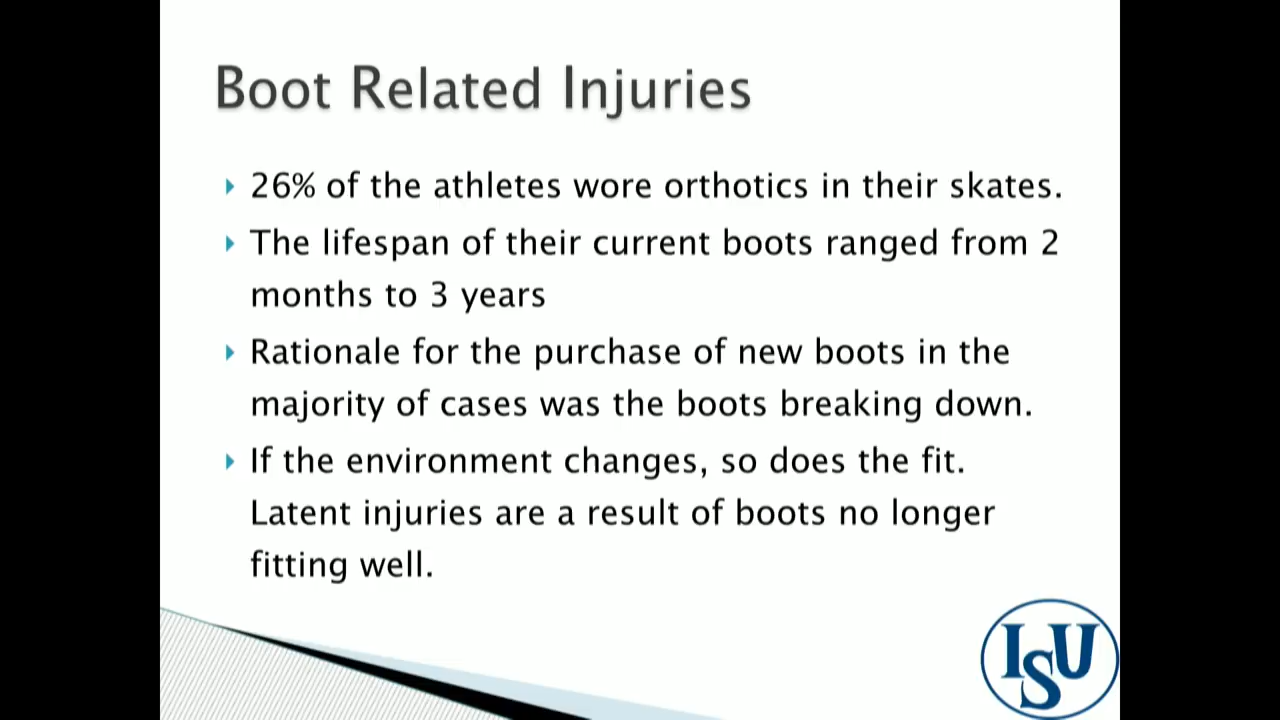 Boot Related Injuries
26% of the athletes wore orthotics in their skates.
The lifespan of their current boots ranged from 2
months to 3 years
Rationale for the purchase of new boots in the
majority of cases was the boots breaking down.
If the environment changes, so does the fit.
Latent injuries are a result of boots no longer
fitting well.
ISU